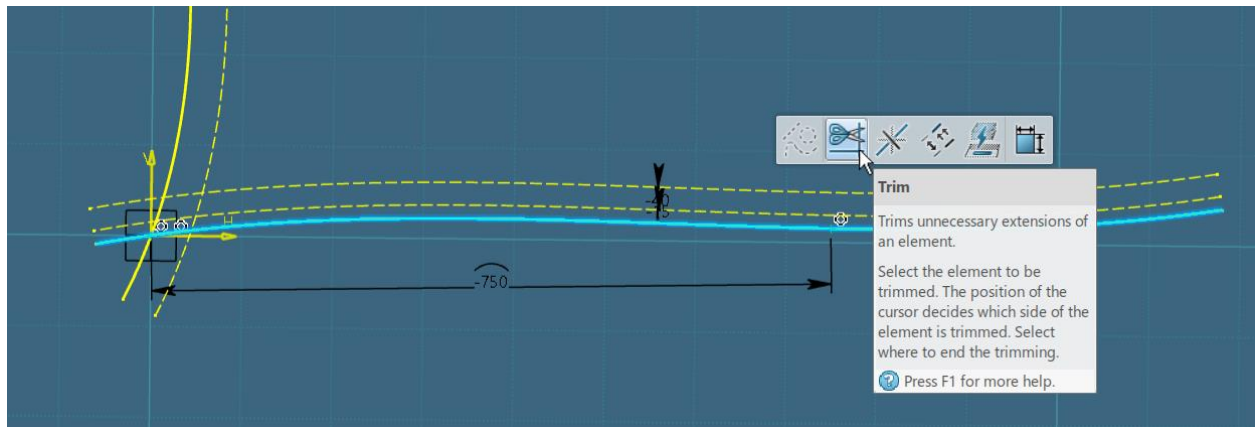 V
H
-40
-15
-750
Trim
Trims unnecessary extensions of
an element.
Select the element to be
trimmed. The position of the
cursor decides which side of the
element is trimmed. Select
where to end the trimming.
Press F1 for more help.